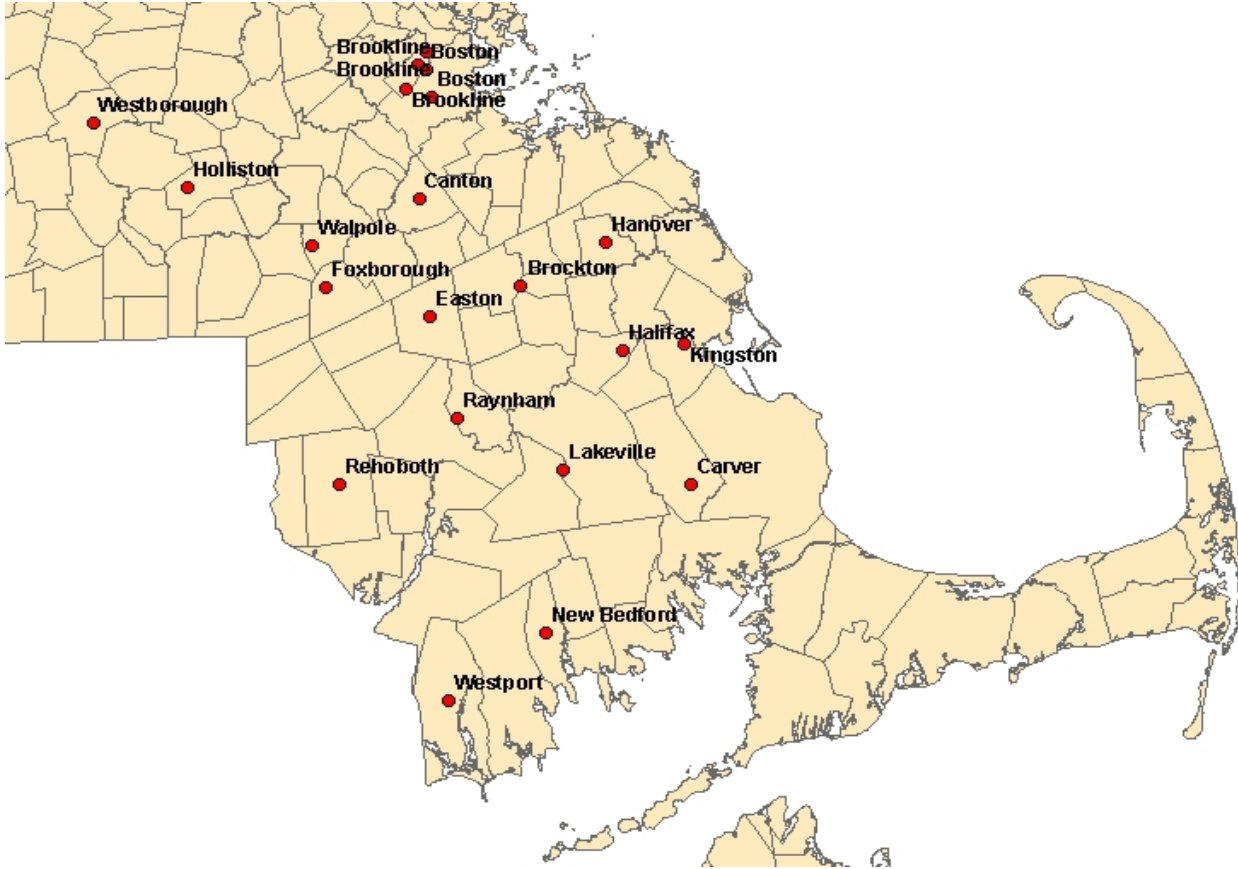 Brookline
Boston
Brookline
Boston
Brookline
Westborough
Holliston
Canton
Walpole
Hanover
Foxborough
Brockton
Easton
Halifax
Kingston
Raynham
Lakeville
Rehoboth
Carver
New Bedford
Westport